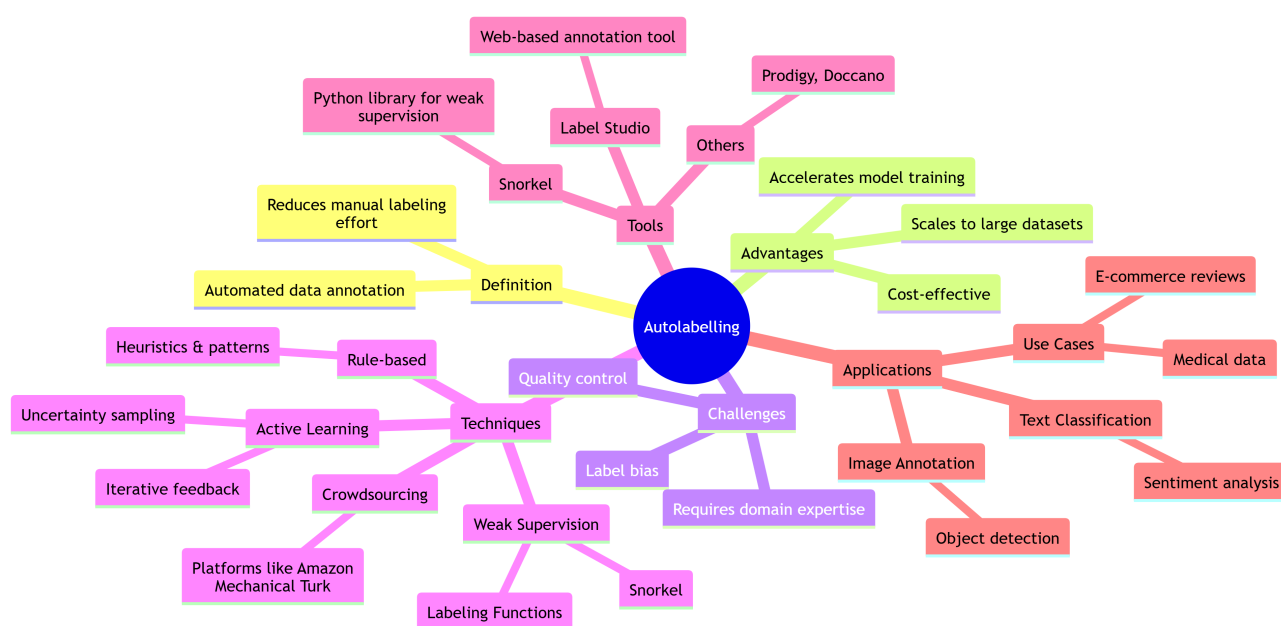 Web-based annotation tool
Prodigy, Doccano
Python library for weak
supervision
Label Studio
Others
Snorkel
Tools
Accelerates model training
Scales to large datasets
Advantages
Cost-effective
Reduces manual labeling
effort
Automated data annotation
Definition
Autolabelling
E-commerce reviews
Use Cases
Medical data
Applications
Text Classification
Sentiment analysis
Image Annotation
Object detection
Quality control
Challenges
Label bias
Requires domain expertise
Heuristics & patterns
Rule-based
Uncertainty sampling
Active Learning
Techniques
Iterative feedback
Crowdsourcing
Platforms like Amazon
Mechanical Turk
Weak Supervision
Labeling Functions
Snorkel